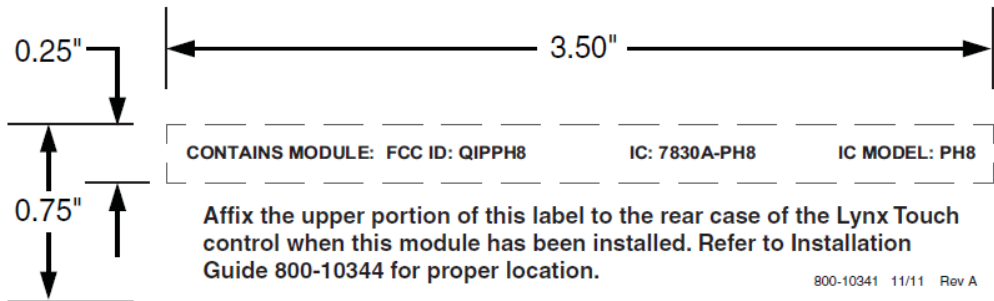 0.25"
3.50"
CONTAINS MODULE: FCC ID: QIPPH8 IC: 7830A-PH8 IC MODEL: PH8
0.75"
Affix the upper portion of this label to the rear case of the Lynx Touch
control when this module has been installed. Refer to Installation
Guide 800-10344 for proper location.
800-10341 11/11 Rev A